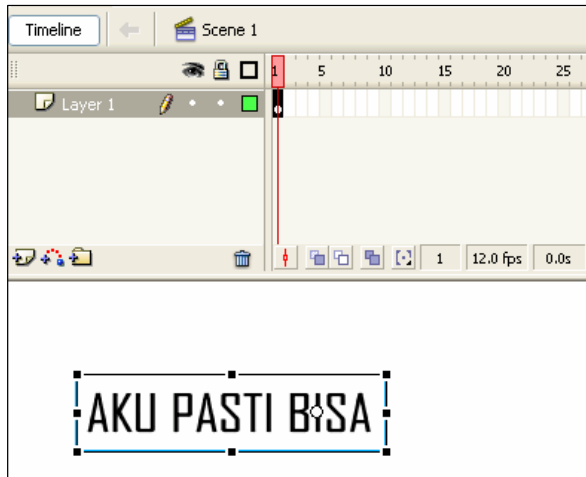 Timeline
Scene 1
1 5 10 15 20 25
Layer 1
1 12.0 fps 0.0s
AKU PASTI BISA